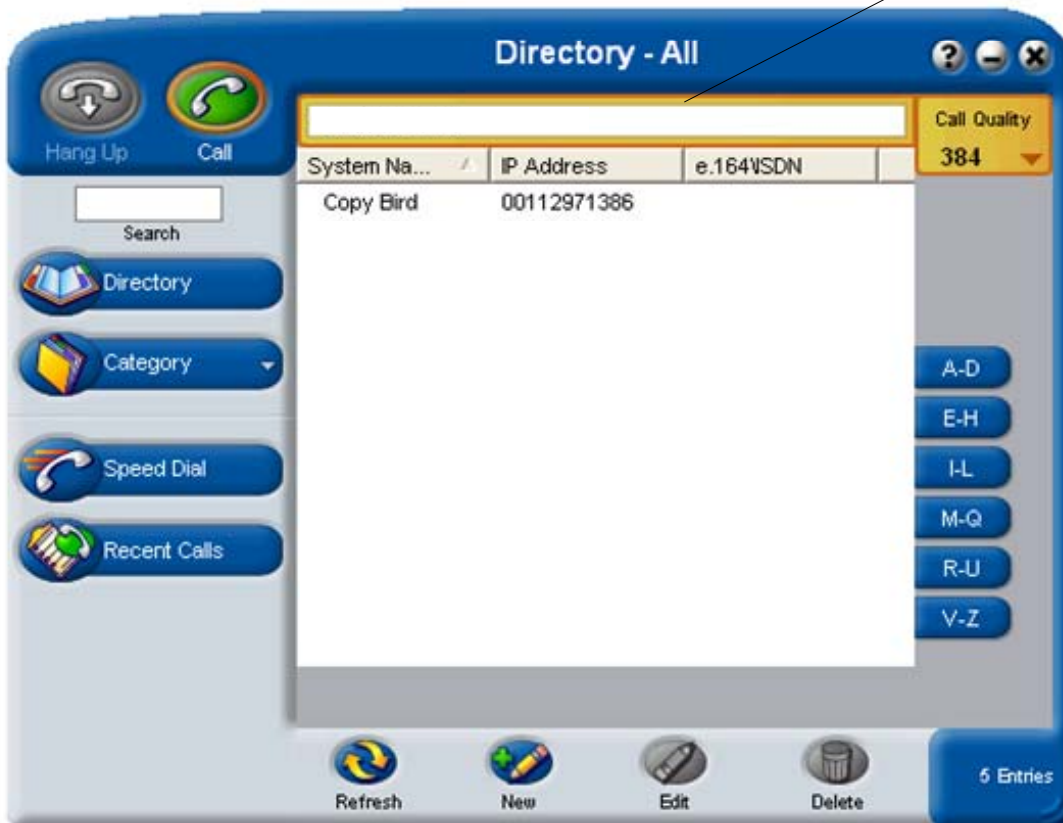 Directory - All
?
Hang Up
Call
Call Quality
384
System Na...
IP Address
e.164\ISDN
Copy Bird
00112971386
Search
Directory
Category
Speed Dial
Recent Calls
A-D
E-H
I-L
M-Q
R-U
V-Z
Refresh
New
Edit
Delete
5 Entries